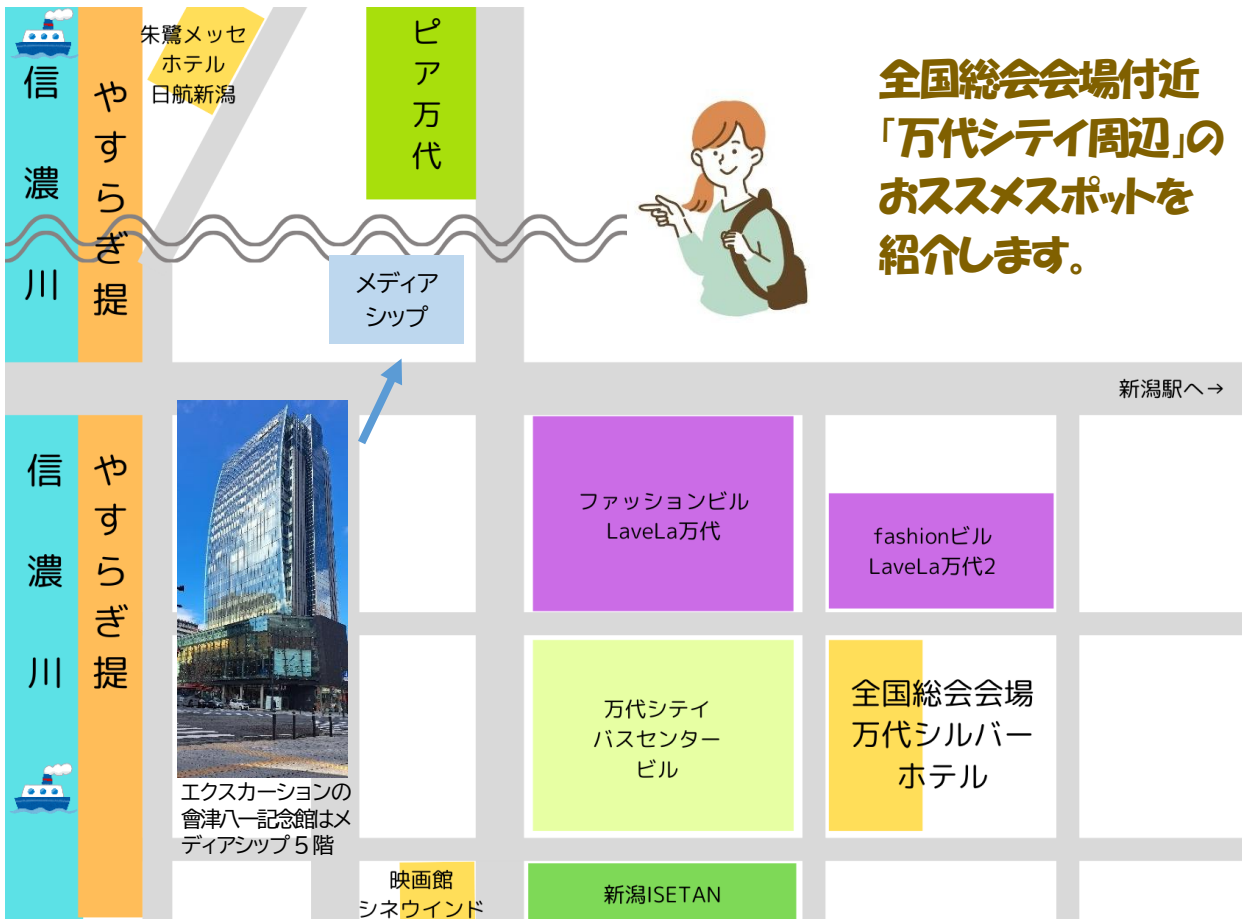 全国総会会場付近
「万代シテイ周辺」の
おススメスポットを
紹介します。
朱鷺メッセ
ホテル
日航新潟
ピア万代
信濃川
やすらぎ提
メディア
シップ
新潟駅へ→
信濃川
やすらぎ提
ファッションビル
LaveLa万代
fashionビル
LaveLa万代2
万代シテイ
バスセンター
ビル
全国総会会場
万代シルバー
ホテル
エクスカーションの
會津八一記念館はメ
ディアシップ5階
映画館
シネウインド
新潟ISETAN